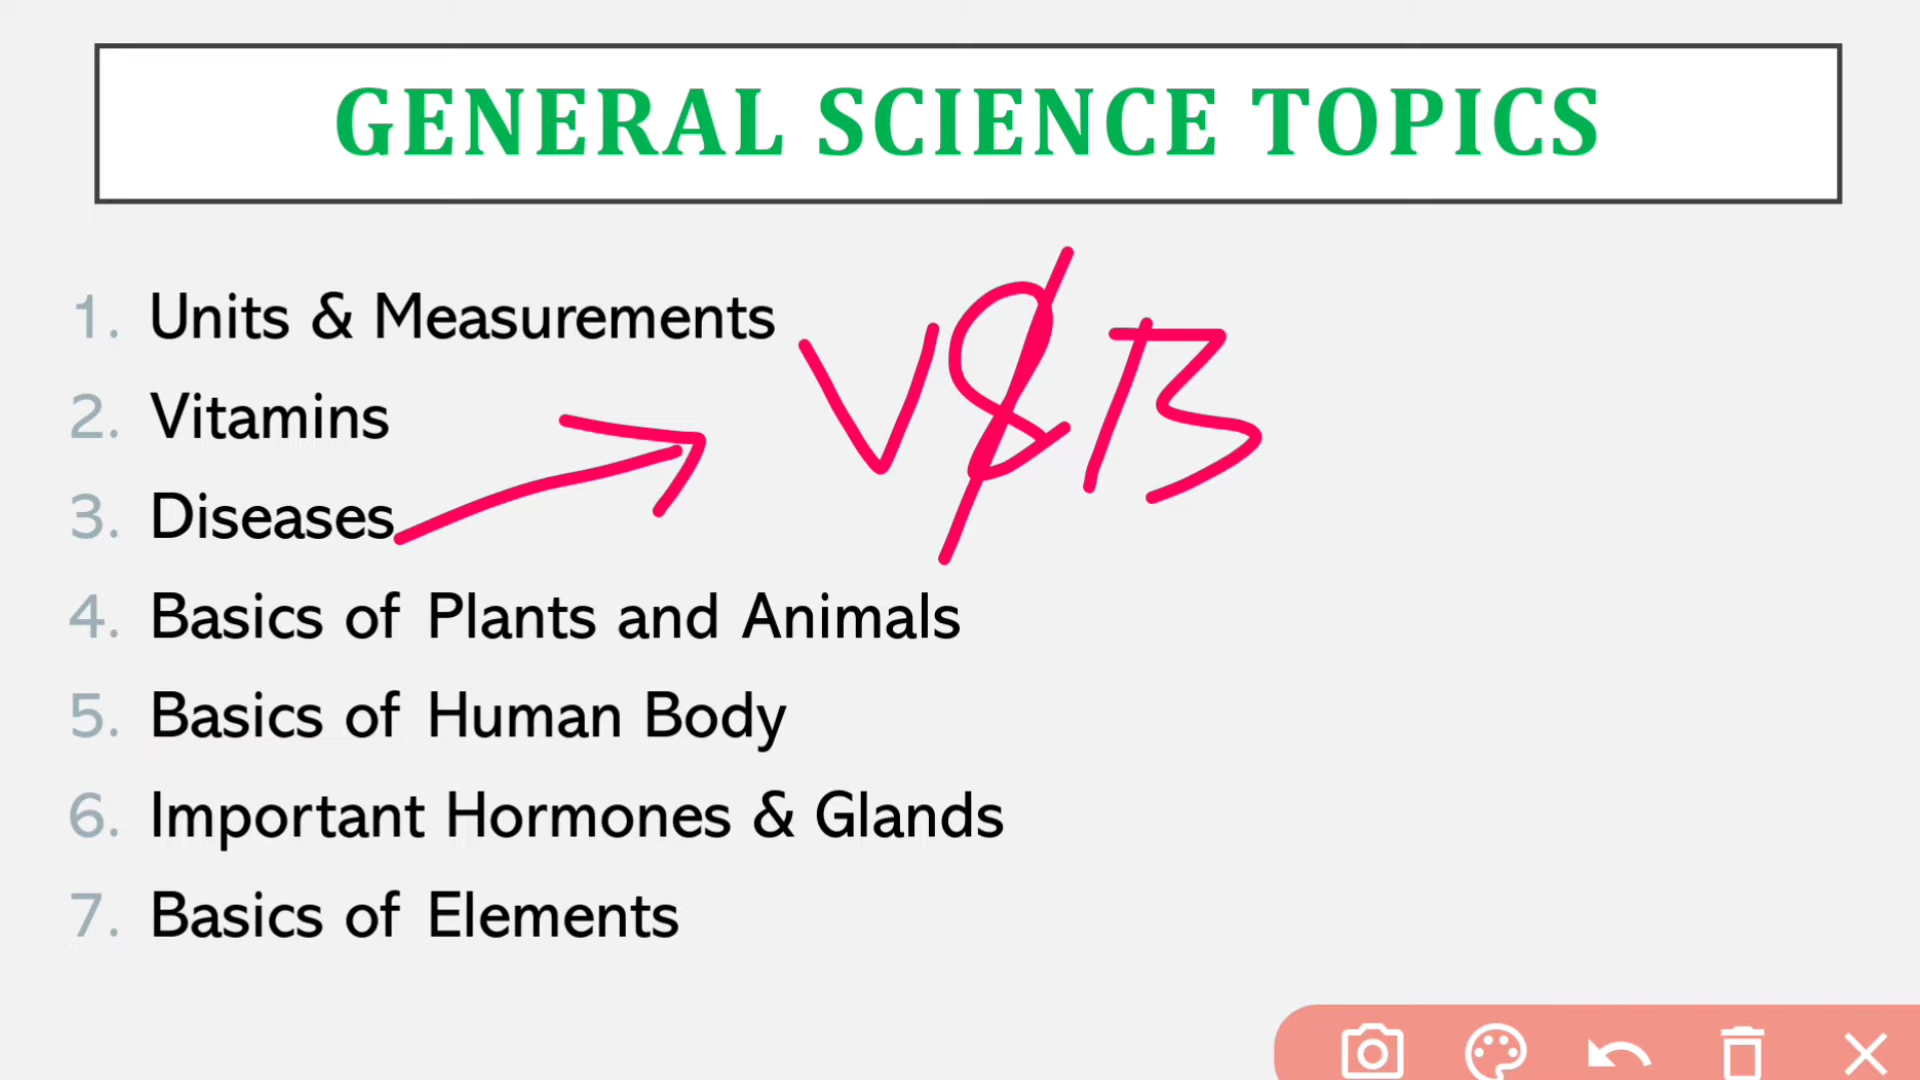 GENERAL SCIENCE TOPICS
1. Units & Measurements
2. Vitamins
V & B
3. Diseases
4. Basics of Plants and Animals
5. Basics of Human Body
6. Important Hormones & Glands
7. Basics of Elements